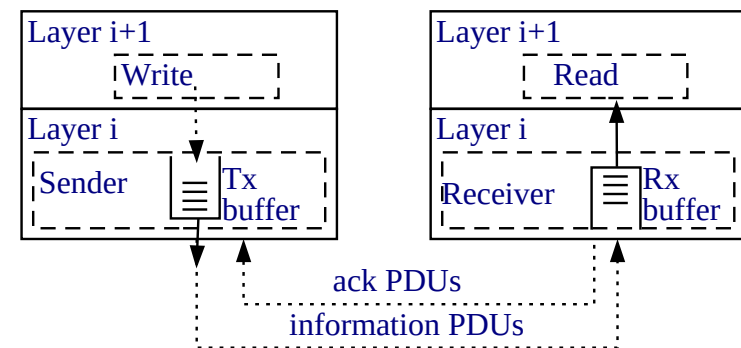 Layer i+1
Write
Layer i
Sender
Tx
buffer
Layer i+1
Read
Layer i
Receiver
Rx
buffer
ack PDUs
information PDUs